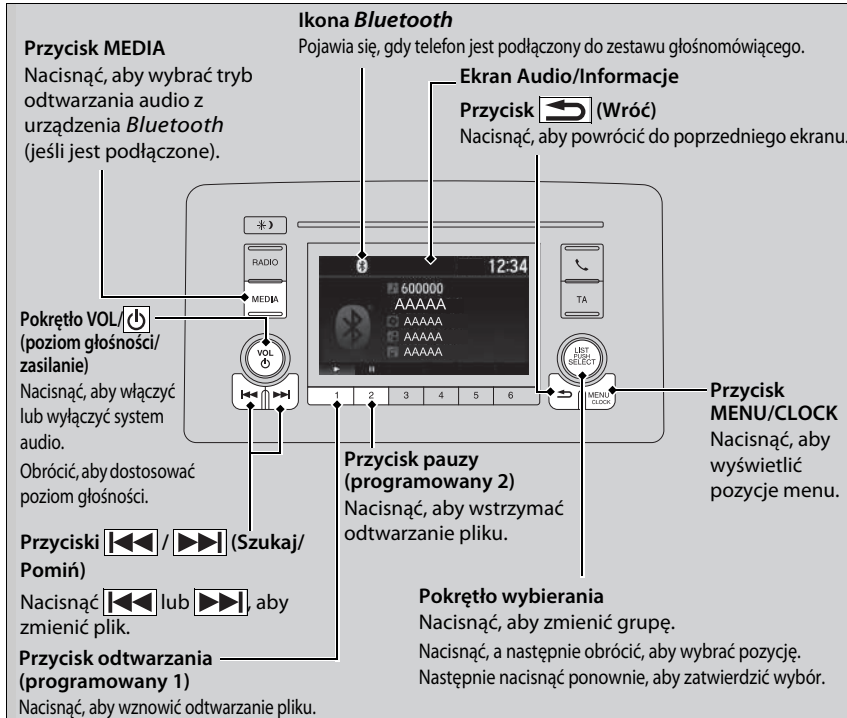 Ikona Bluetooth
Pojawia się, gdy telefon jest podłączony do zestawu głośnomówiącego.
Przycisk MEDIA
Nacisnąć, aby wybrać tryb
odtwarzania audio z
urządzenia Bluetooth
(jeśli jest podłączone).
Ekran Audio/Informacje
Przycisk (Wróć)
Nacisnąć, aby powrócić do poprzedniego ekranu.
RADIO
MEDIA
12:34
600000
AAAAA
AAAAA
AAAAA
AAAAA
TA
VOL
LIST
PUSH
SELECT
MENU
CLOCK
1 2 3 4 5 6
Pokrętło VOL/
(poziom głośności/
zasilanie)
Nacisnąć, aby włączyć
lub wyłączyć system
audio.
Obrócić, aby dostosować
poziom głośności.
Przyciski / (Szukaj/
Pomiń)
Nacisnąć lub , aby
zmienić plik.
Przycisk odtwarzania
(programowany 1)
Nacisnąć, aby wznowić odtwarzanie pliku.
Przycisk pauzy
(programowany 2)
Nacisnąć, aby wstrzymać
odtwarzanie pliku.
Przycisk
MENU/CLOCK
Nacisnąć, aby
wyświetlić
pozycje menu.
Pokrętło wybierania
Nacisnąć, aby zmienić grupę.
Nacisnąć, a następnie obrócić, aby wybrać pozycję.
Następnie nacisnąć ponownie, aby zatwierdzić wybór.